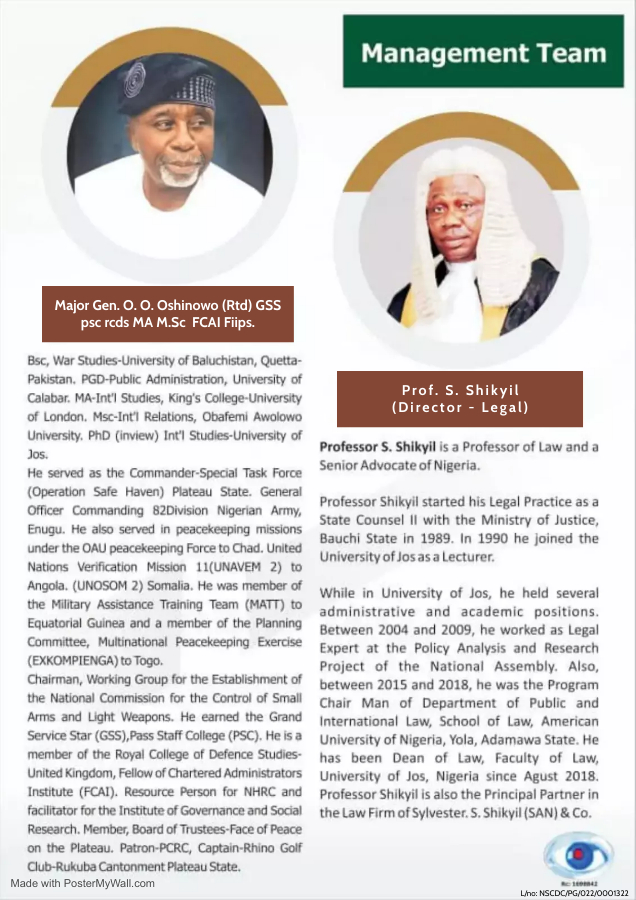 Management Team
Major Gen. O. O. Oshinowo (Rtd) GSS
psc rcds MA M.Sc FCAI Fiips.
Bsc, War Studies-University of Baluchistan, Quetta-
Pakistan. PGD-Public Administration, University of
Calabar. MA-Int'l Studies, King's College-University
of London. Msc-Int'l Relations, Obafemi Awolowo
University. PhD (inview) Int'l Studies-University of
Jos.
He served as the Commander-Special Task Force
(Operation Safe Haven) Plateau State. General
Officer Commanding 82Division Nigerian Army,
Enugu. He also served in peacekeeping missions
under the OAU peacekeeping Force to Chad. United
Nations Verification Mission 11(UNAVEM 2) to
Angola. (UNOSOM 2) Somalia. He was member of
the Military Assistance Training Team (MATT) to
Equatorial Guinea and a member of the Planning
Committee, Multinational Peacekeeping Exercise
(EXKOMPIENGA) to Togo.
Chairman, Working Group for the Establishment of
the National Commission for the Control of Small
Arms and Light Weapons. He earned the Grand
Service Star (GSS),Pass Staff College (PSC). He is a
member of the Royal College of Defence Studies-
United Kingdom, Fellow of Chartered Administrators
Institute (FCAI). Resource Person for NHRC and
facilitator for the Institute of Governance and Social
Research. Member, Board of Trustees-Face of Peace
on the Plateau. Patron-PCRC, Captain-Rhino Golf
Club-Rukuba Cantonment Plateau State.
Prof. S. Shikyil
(Director - Legal)
Professor S. Shikyil is a Professor of Law and a
Senior Advocate of Nigeria.
Professor Shikyil started his Legal Practice as a
State Counsel II with the Ministry of Justice,
Bauchi State in 1989. In 1990 he joined the
University of Jos as a Lecturer.
While in University of Jos, he held several
administrative and academic positions.
Between 2004 and 2009, he worked as Legal
Expert at the Policy Analysis and Research
Project of the National Assembly. Also,
between 2015 and 2018, he was the Program
Chair Man of Department of Public and
International Law, School of Law, American
University of Nigeria, Yola, Adamawa State. He
has been Dean of Law, Faculty of Law,
University of Jos, Nigeria since Agust 2018.
Professor Shikyil is also the Principal Partner in
the Law Firm of Sylvester. S. Shikyil (SAN) & Co.
Made with PosterMyWall.com
L/no: NSCDC/PG/022/0001322